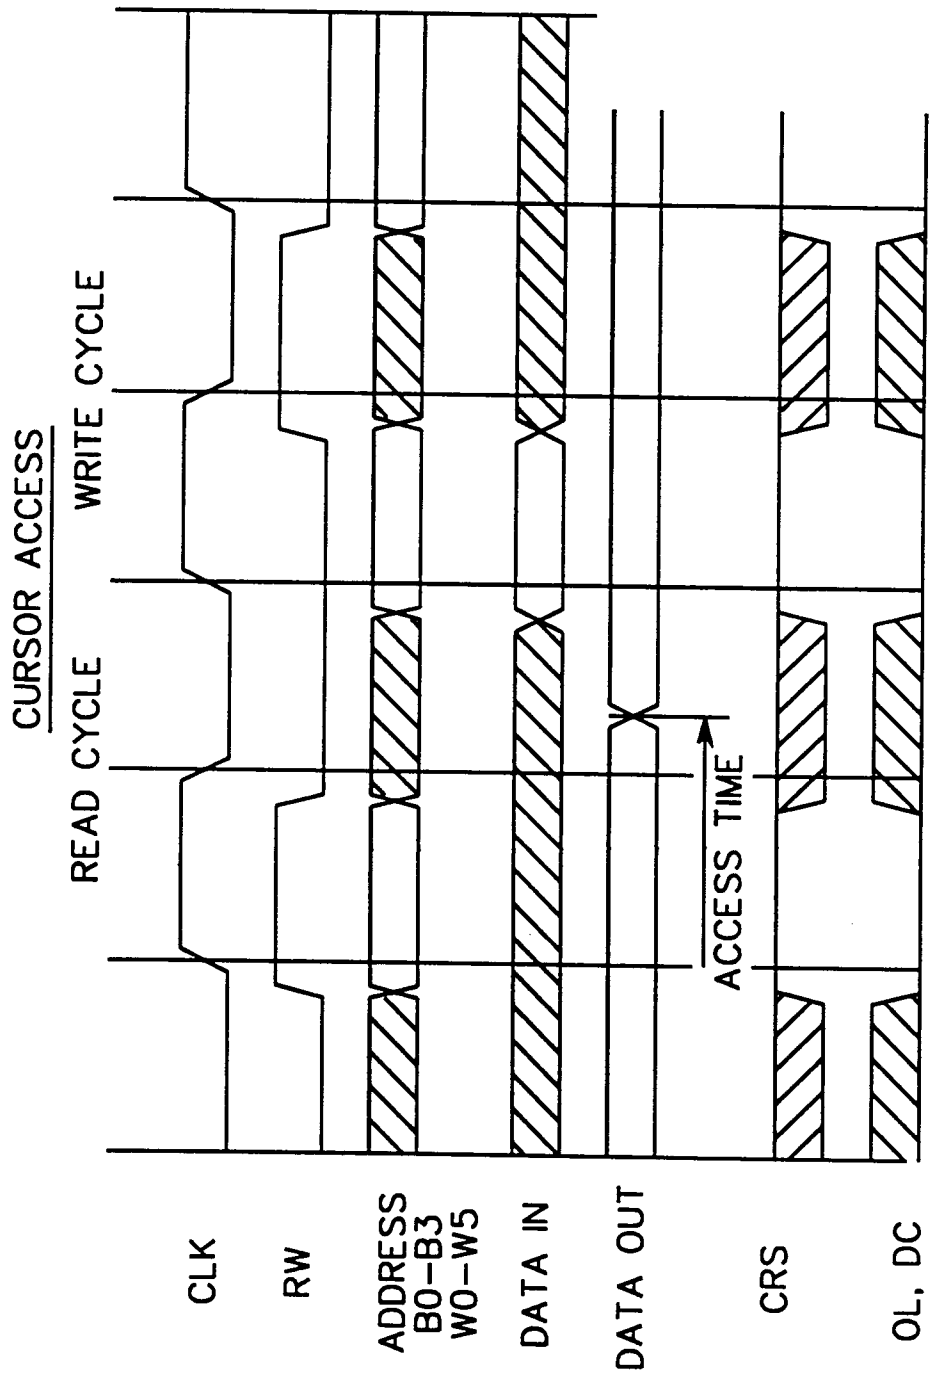 CURSOR ACCESS
READ CYCLE
WRITE CYCLE
CLK
RW
ADDRESS
B0-B3
W0-W5
DATA IN
DATA OUT
ACCESS TIME
CRS
OL, DC